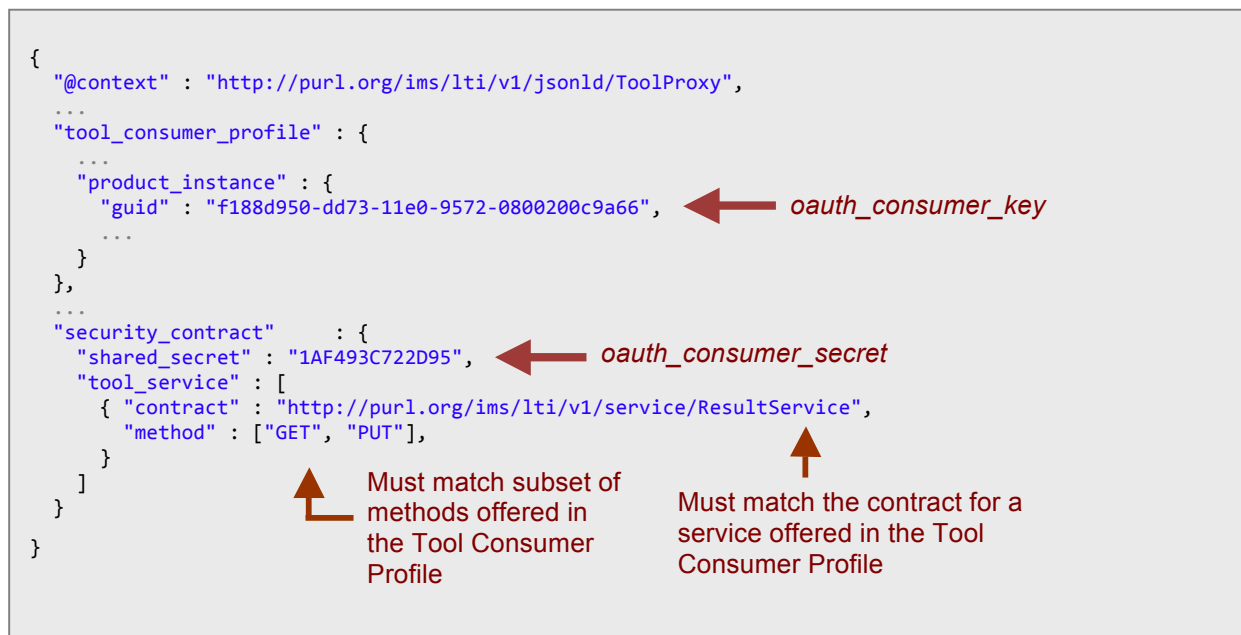 {
"@context" : "http://purl.org/ims/lti/v1/jsonld/ToolProxy",
...
"tool_consumer_profile" : {
...
"product_instance" : {
"guid" : "f188d950-dd73-11e0-9572-0800200c9a66",
oauth_consumer_key
...
}
},
...
"security_contract" : {
"shared_secret" : "1AF493C722D95",
oauth_consumer_secret
"tool_service" : [
{ "contract" : "http://purl.org/ims/lti/v1/service/ResultService",
"method" : ["GET", "PUT"],
}
]
}
}
Must match subset of
methods offered in
the Tool Consumer
Profile
Must match the contract for a
service offered in the Tool
Consumer Profile